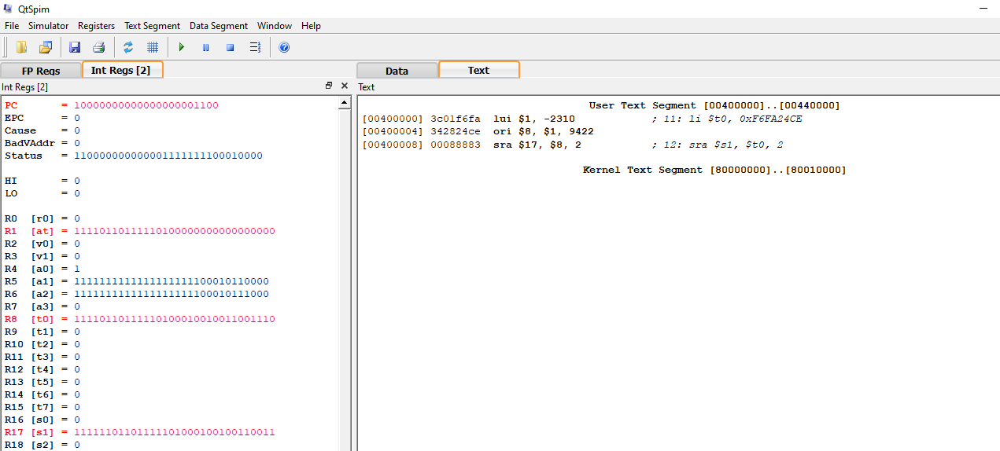 QtSpim
File Simulator Registers Text Segment Data Segment Window Help
FP Regs Int Regs [2] Data Text
Int Regs [2] Text
PC = 10000000000000000001100
EPC = 0
Cause = 0
BadVAddr = 0
Status = 110000000000001111111100010000
HI = 0
LO = 0
R0 [r0] = 0
R1 [at] = 11110110111110100000000000000000
R2 [v0] = 0
R3 [v1] = 0
R4 [a0] = 1
R5 [a1] = 1111111111111111111100010110000
R6 [a2] = 1111111111111111111100010111000
R7 [a3] = 0
R8 [t0] = 11110110111110100010010011001110
R9 [t1] = 0
R10 [t2] = 0
R11 [t3] = 0
R12 [t4] = 0
R13 [t5] = 0
R14 [t6] = 0
R15 [t7] = 0
R16 [s0] = 0
R17 [s1] = 11111101101111101000100100110011
R18 [s2] = 0
User Text Segment [00400000]..[00440000]
[00400000] 3c01f6fa lui $1, -2310 ; 11: li $t0, 0xF6FA24CE
[00400004] 342824ce ori $8, $1, 9422
[00400008] 00088883 sra $17, $8, 2 ; 12: sra $s1, $t0, 2
Kernel Text Segment [80000000]..[80010000]